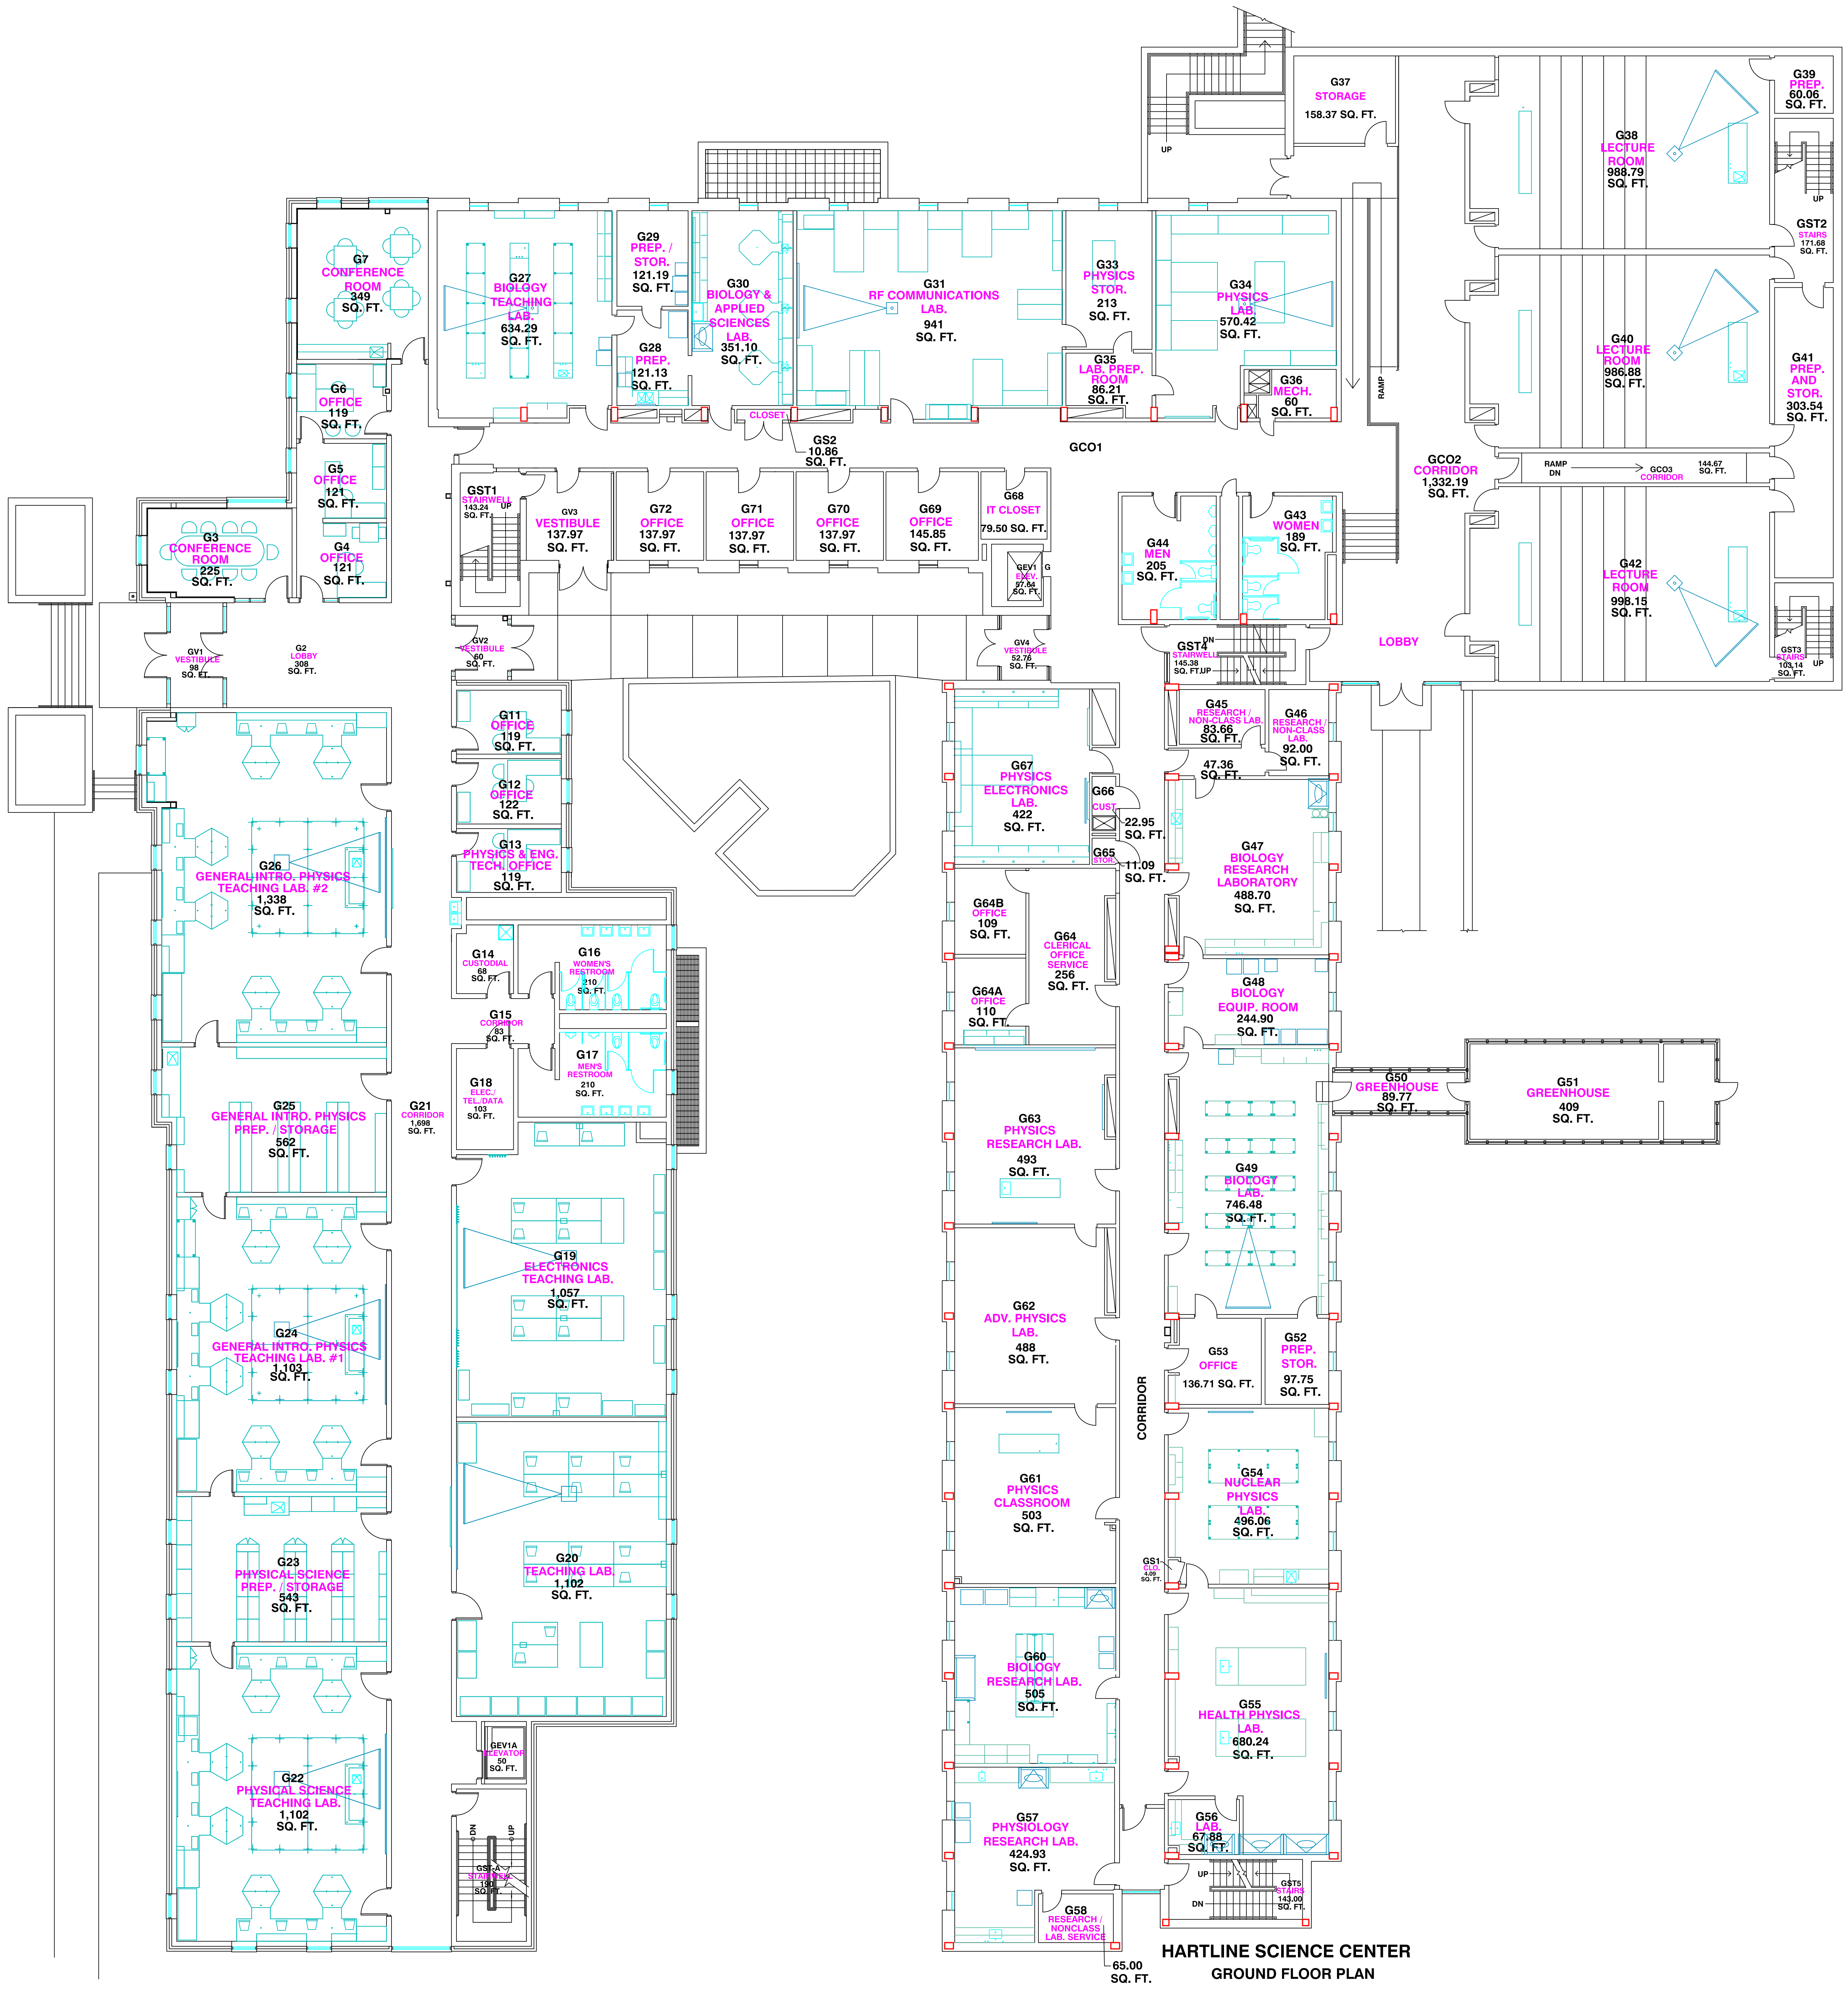 G37
STORAGE
158.37 SQ. FT.
UP
G39
PREP.
60.06
SQ. FT.
G38
LECTURE
ROOM
988.79
SQ. FT.
UP
GST2
STAIRS
171.68
SQ. FT.
G7
CONFERENCE
ROOM
349
SQ. FT.
G27
BIOLOGY
TEACHING
LAB.
634.29
SQ. FT.
G29
PREP. /
STOR.
121.19
SQ. FT.
G28
PREP.
121.13
SQ. FT.
G30
BIOLOGY &
APPLIED
SCIENCES
LAB.
351.10
SQ. FT.
G31
RF COMMUNICATIONS
LAB.
941
SQ. FT.
G33
PHYSICS
STOR.
213
SQ. FT.
G34
PHYSICS
LAB.
570.42
SQ. FT.
G35
LAB. PREP.
ROOM
86.21
SQ. FT.
G36
MECH.
60
SQ. FT.
RAMP
G40
LECTURE
ROOM
986.88
SQ. FT.
G41
PREP.
AND
STOR.
303.54
SQ. FT.
G6
OFFICE
119
SQ. FT.
CLOSET
GS2
10.86
SQ. FT.
GCO1
G5
OFFICE
121
SQ. FT.
GCO2
CORRIDOR
1,332.19
SQ. FT.
RAMP
DN
GCO3
CORRIDOR
144.67
SQ. FT.
GST1
STAIRWELL
143.24
SQ. FT.
UP
GV3
VESTIBULE
137.97
SQ. FT.
G72
OFFICE
137.97
SQ. FT.
G71
OFFICE
137.97
SQ. FT.
G70
OFFICE
137.97
SQ. FT.
G69
OFFICE
145.85
SQ. FT.
G68
IT CLOSET
79.50 SQ. FT.
GEV1
ELEV.
57.64
SQ. FT.
G
G44
MEN
205
SQ. FT.
G43
WOMEN
189
SQ. FT.
G3
CONFERENCE
ROOM
225
SQ. FT.
G4
OFFICE
121
SQ. FT.
G42
LECTURE
ROOM
998.15
SQ. FT.
GV1
VESTIBULE
98
SQ. FT.
G2
LOBBY
308
SQ. FT.
GV2
VESTIBULE
60
SQ. FT.
GV4
VESTIBULE
52.76
SQ. FT.
GST4
STAIRWELL
145.38
SQ. FT.
DN
UP
LOBBY
GST3
STAIRS
103.14
SQ. FT.
UP
G11
OFFICE
119
SQ. FT.
G12
OFFICE
122
SQ. FT.
G13
PHYSICS & ENG.
TECH. OFFICE
119
SQ. FT.
G67
PHYSICS
ELECTRONICS
LAB.
422
SQ. FT.
G45
RESEARCH /
NON-CLASS LAB.
83.66
SQ. FT.
G46
RESEARCH /
NON-CLASS
LAB.
92.00
SQ. FT.
47.36
SQ. FT.
G66
CUST.
22.95
SQ. FT.
G65
STOR.
11.09
SQ. FT.
G47
BIOLOGY
RESEARCH
LABORATORY
488.70
SQ. FT.
G26
GENERAL INTRO. PHYSICS
TEACHING LAB. #2
1,338
SQ. FT.
G64B
OFFICE
109
SQ. FT.
G64
CLERICAL
OFFICE
SERVICE
256
SQ. FT.
G64A
OFFICE
110
SQ. FT.
G48
BIOLOGY
EQUIP. ROOM
244.90
SQ. FT.
G14
CUSTODIAL
68
SQ. FT.
G16
WOMEN'S
RESTROOM
210
SQ. FT.
G15
CORRIDOR
83
SQ. FT.
G17
MEN'S
RESTROOM
210
SQ. FT.
G18
ELEC./
TEL./DATA
103
SQ. FT.
G25
GENERAL INTRO. PHYSICS
PREP. / STORAGE
562
SQ. FT.
G21
CORRIDOR
1,698
SQ. FT.
G63
PHYSICS
RESEARCH LAB.
493
SQ. FT.
G50
GREENHOUSE
89.77
SQ. FT.
G51
GREENHOUSE
409
SQ. FT.
G49
BIOLOGY
LAB.
746.48
SQ. FT.
G19
ELECTRONICS
TEACHING LAB.
1,057
SQ. FT.
G24
GENERAL INTRO. PHYSICS
TEACHING LAB. #1
1,103
SQ. FT.
G62
ADV. PHYSICS
LAB.
488
SQ. FT.
G53
OFFICE
136.71 SQ. FT.
G52
PREP.
STOR.
97.75
SQ. FT.
CORRIDOR
G61
PHYSICS
CLASSROOM
503
SQ. FT.
G54
NUCLEAR
PHYSICS
LAB.
496.06
SQ. FT.
GS1
CLO.
4.09
SQ. FT.
G23
PHYSICAL SCIENCE
PREP. / STORAGE
543
SQ. FT.
G20
TEACHING LAB.
1,102
SQ. FT.
G60
BIOLOGY
RESEARCH LAB.
505
SQ. FT.
G55
HEALTH PHYSICS
LAB.
680.24
SQ. FT.
GEV1A
ELEVATOR
50
SQ. FT.
G22
PHYSICAL SCIENCE
TEACHING LAB.
1,102
SQ. FT.
DN
UP
GST-A
STAIRWELL
190
SQ. FT.
G57
PHYSIOLOGY
RESEARCH LAB.
424.93
SQ. FT.
G56
LAB.
67.88
SQ. FT.
UP
DN
GST5
STAIRS
143.00
SQ. FT.
G58
RESEARCH /
NONCLASS
LAB. SERVICE
65.00
SQ. FT.
HARTLINE SCIENCE CENTER
GROUND FLOOR PLAN